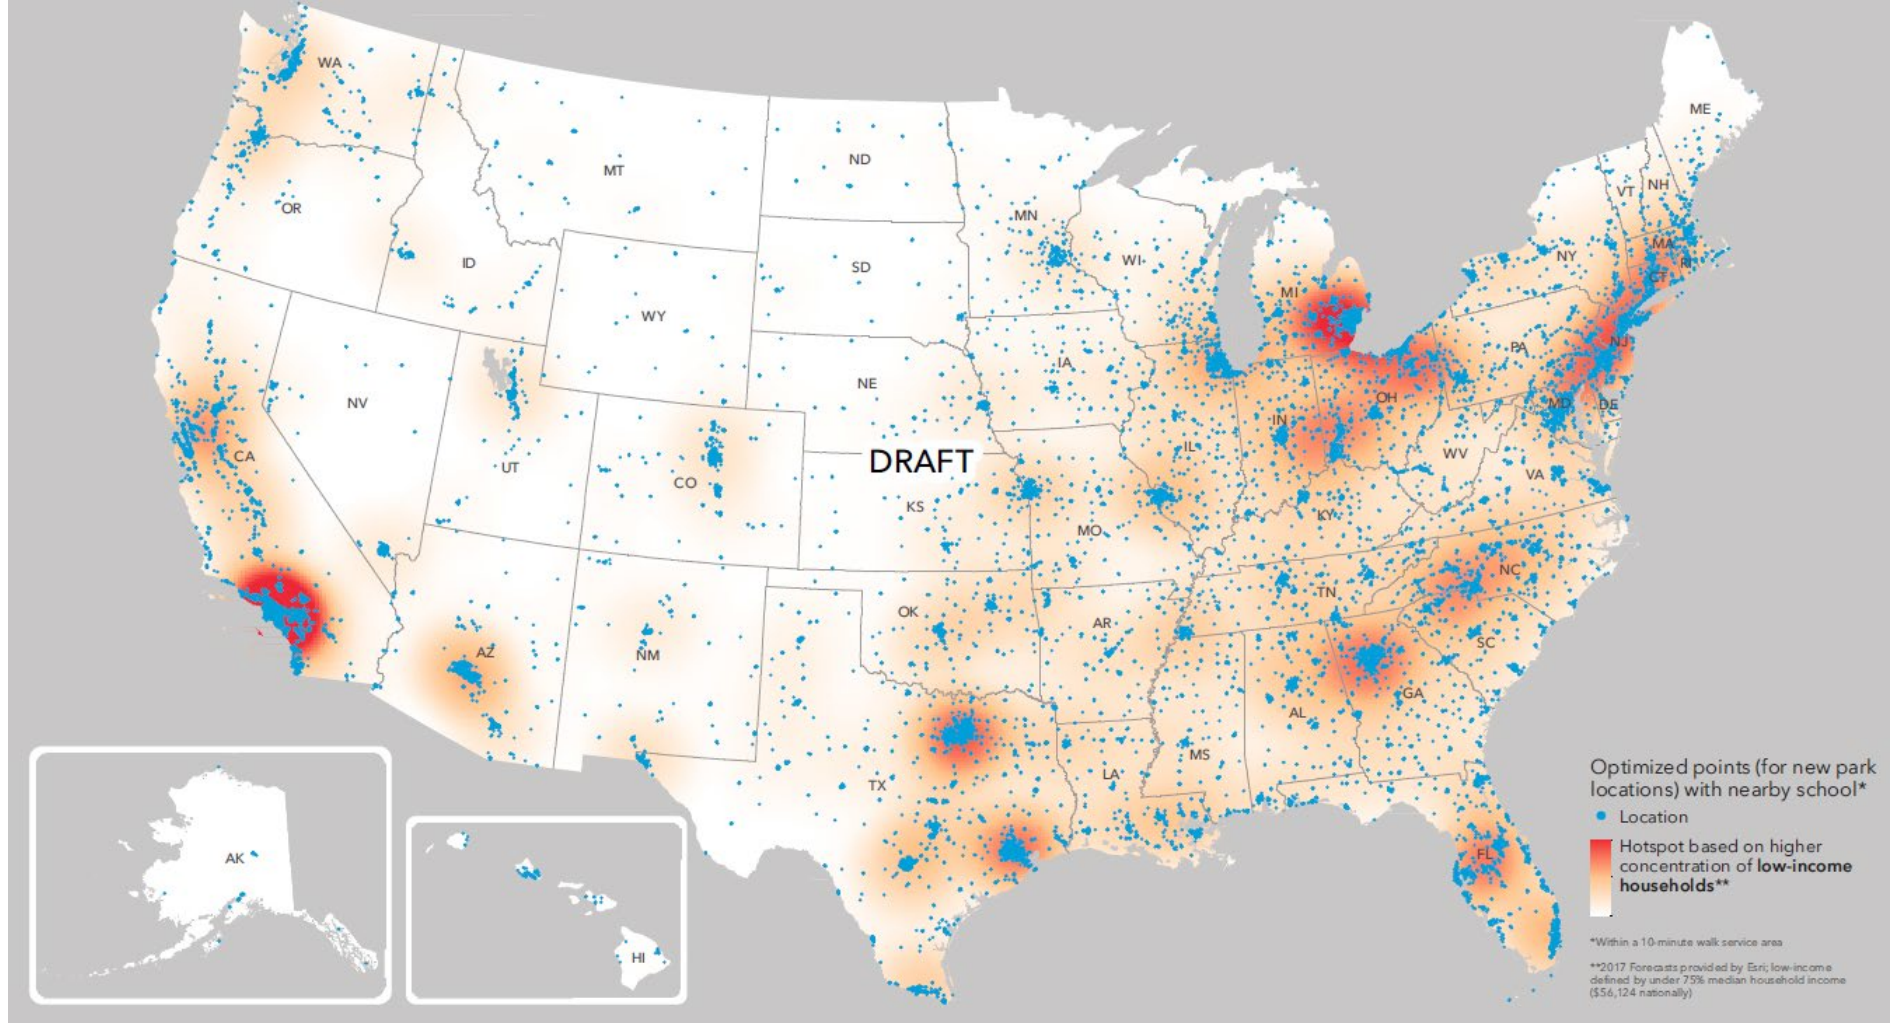 WA
ME
MT
ND
VT
NH
OR
MN
MA
NY
RI
WI
ID
SD
CT
MI
WY
NJ
PA
IA
NE
OH
NV
MD
DE
IN
IL
CA
WV
DRAFT
UT
VA
CO
KS
KY
MO
NC
TN
OK
AR
SC
AZ
NM
GA
AL
MS
LA
TX
FL
AK
HI
Optimized points (for new park
locations) with nearby school*
Location
Hotspot based on higher
concentration of low-income
households**
*Within a 10-minute walk service area
**2017 Forecasts provided by Esri; low-income
defined by under 75% median household income
($56,124 nationally)